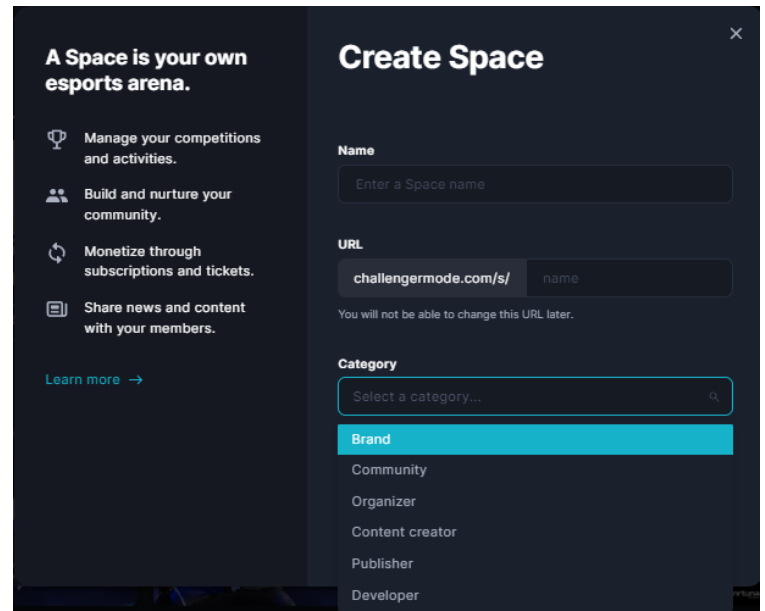 A Space is your own
esports arena.
Manage your competitions
and activities.
Build and nurture your
community.
Monetize through
subscriptions and tickets.
Share news and content
with your members.
Learn more →
Create Space
Name
Enter a Space name
URL
challengermode.com/s/ name
You will not be able to change this URL later.
Category
Select a category...
Brand
Community
Organizer
Content creator
Publisher
Developer